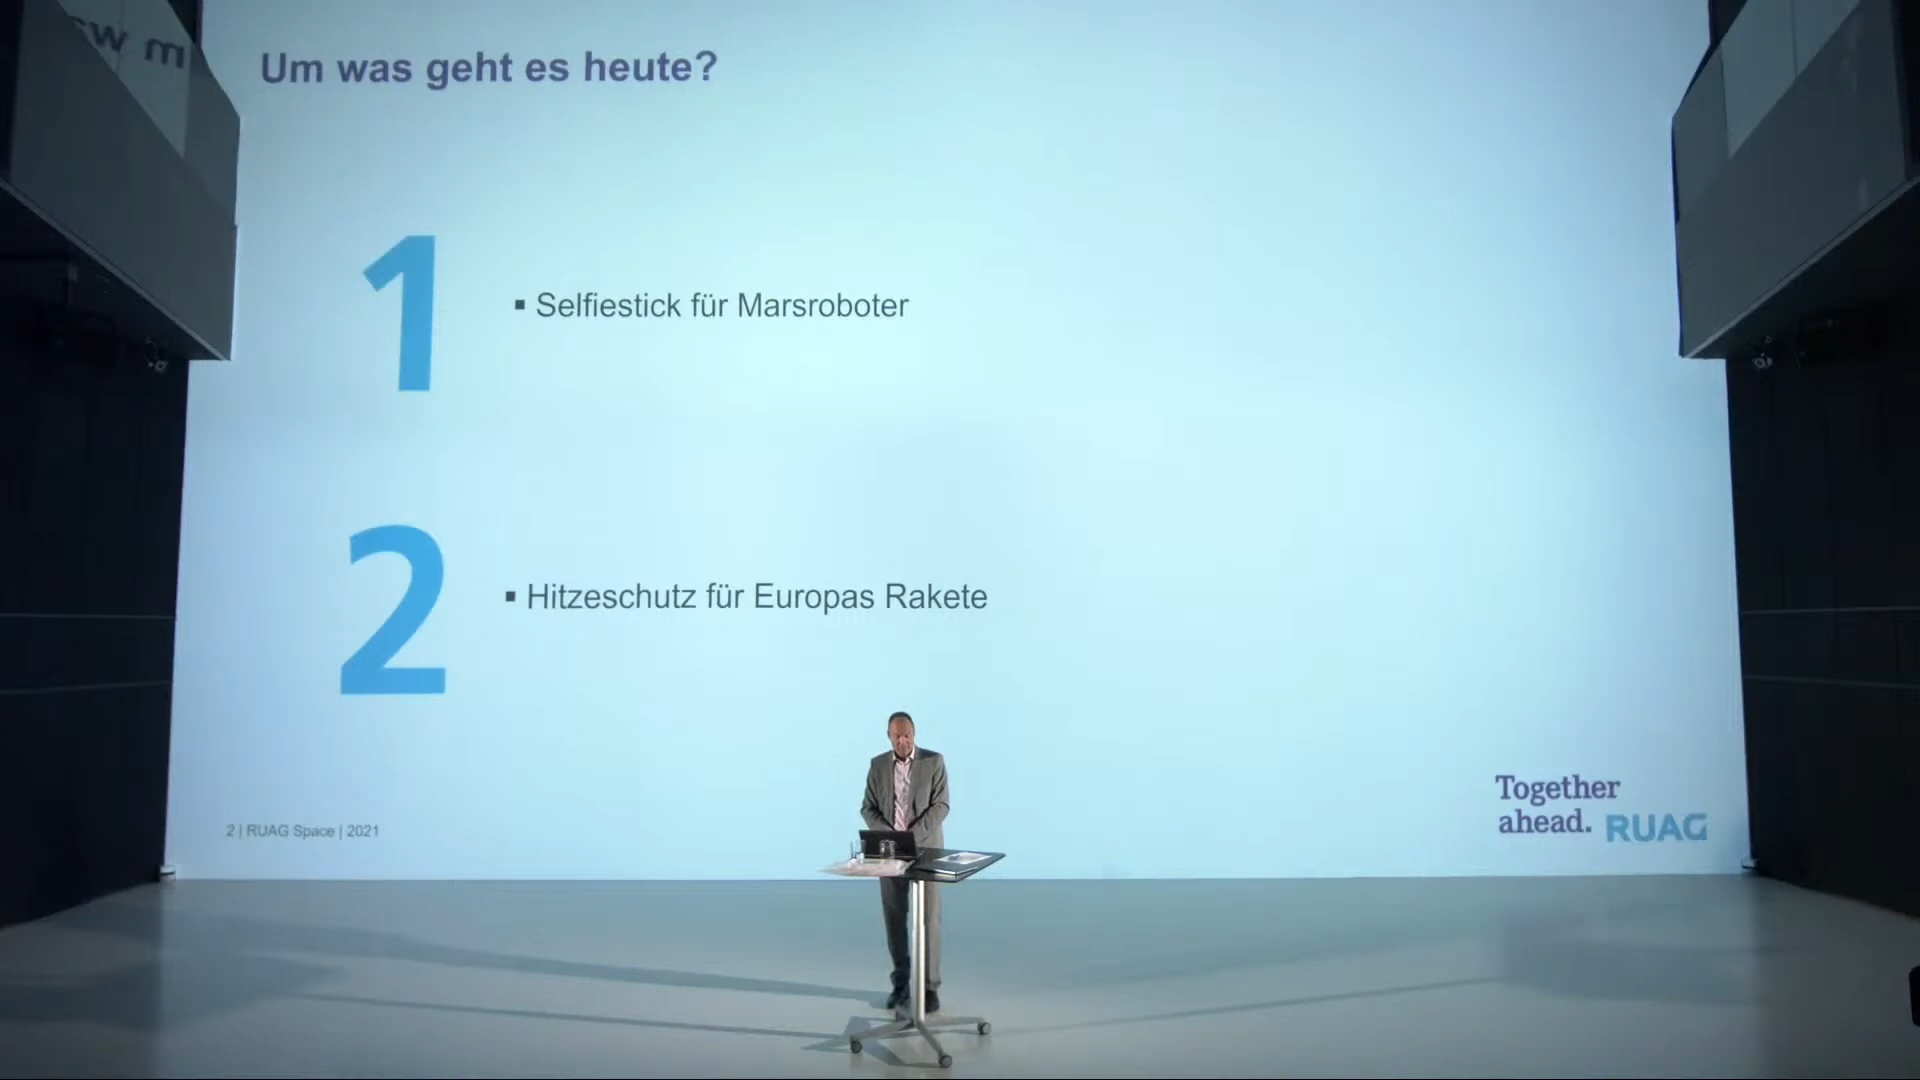 Um was geht es heute?
1
▪ Selfiestick für Marsroboter
2
▪ Hitzeschutz für Europas Rakete
2 | RUAG Space | 2021
Together
ahead. RUAG